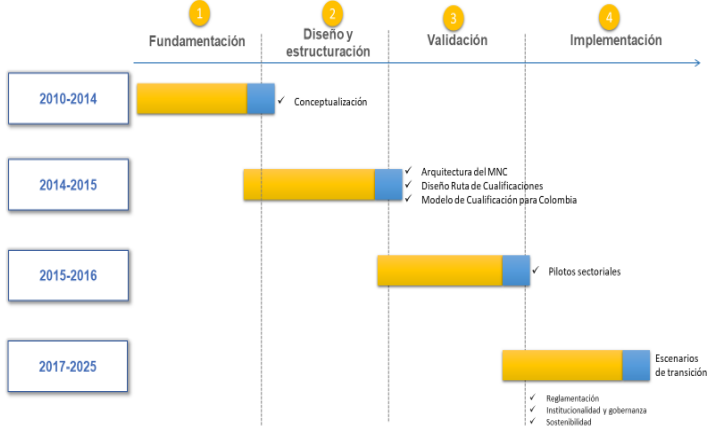 1
2
3
4
Fundamentación
Diseño y
estructuración
Validación
Implementación
2010-2014
✓ Conceptualización
2014-2015
✓ Arquitectura del MNC
✓ Diseño Ruta de Cualificaciones
✓ Modelo de Cualificación para Colombia
2015-2016
✓ Pilotos sectoriales
2017-2025
Escenarios
de transición
✓ Reglamentación
✓ Institucionalidad y gobernanza
✓ Sostenibilidad